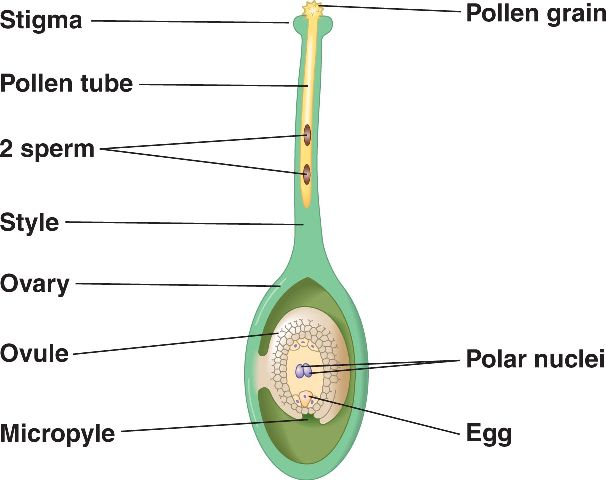 Stigma
Pollen grain
Pollen tube
2 sperm
Style
Ovary
Ovule
Polar nuclei
Micropyle
Egg